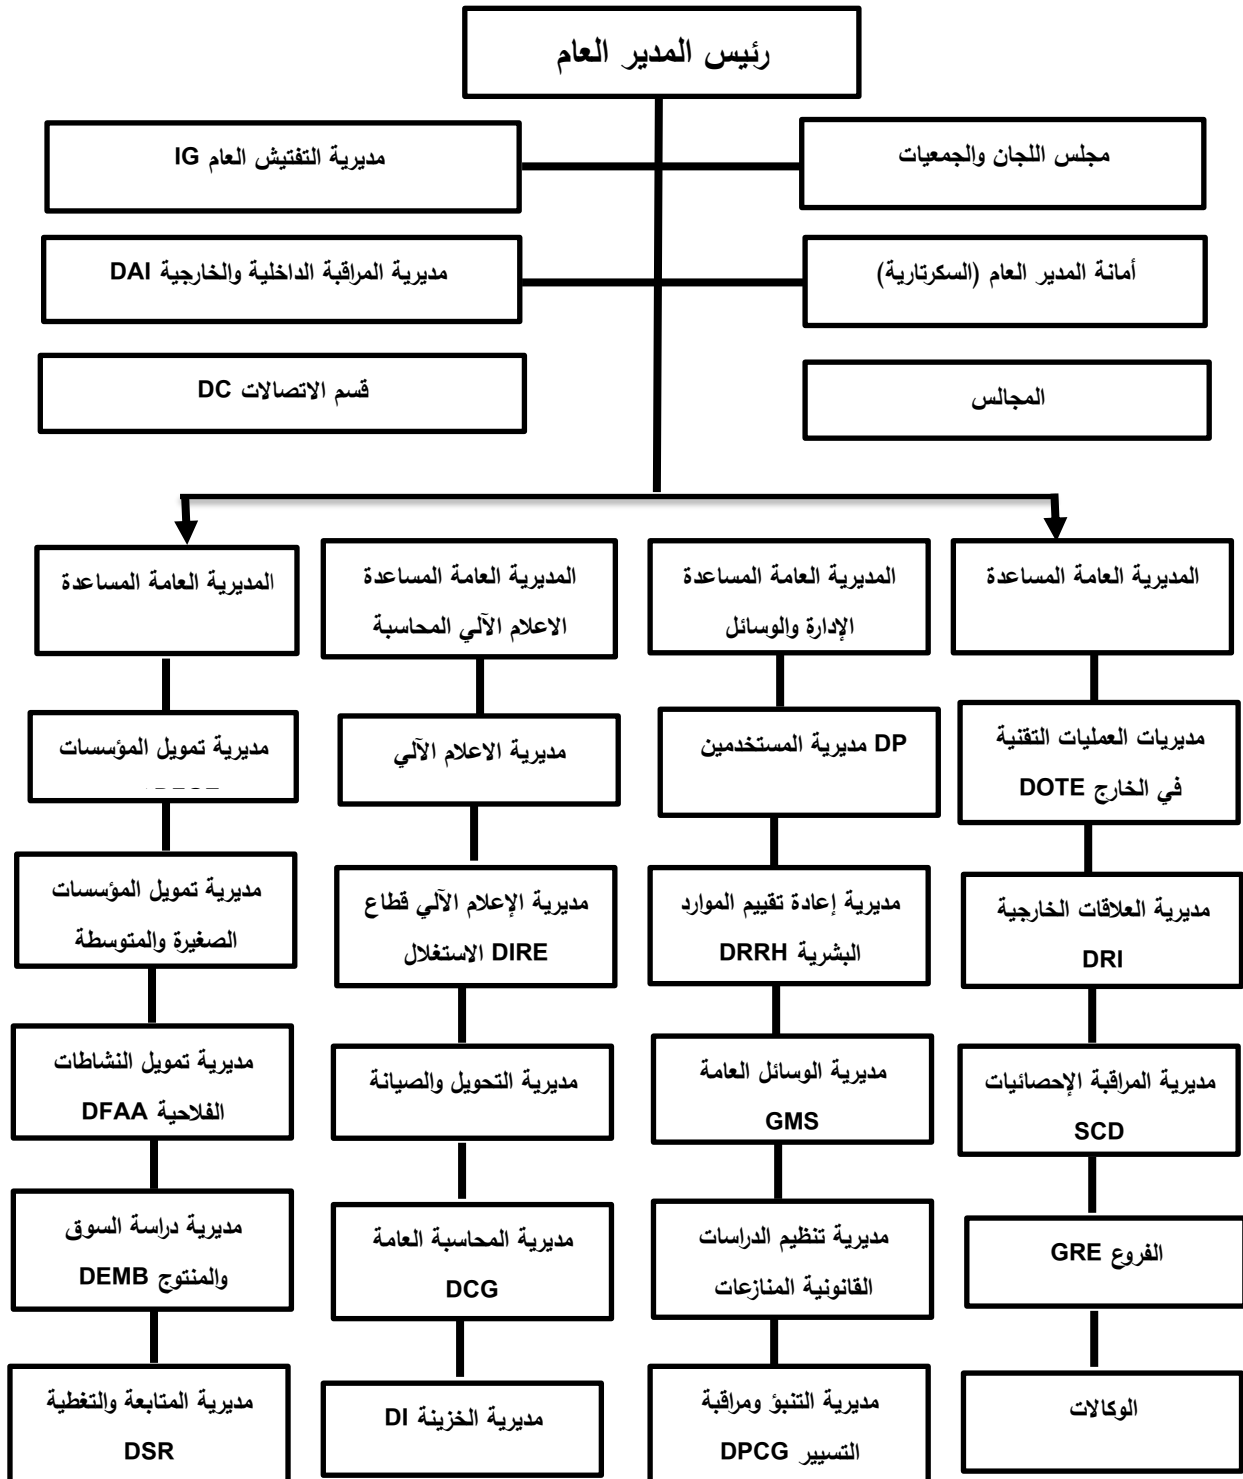 رئيس المدير العام
مجلس اللجان والجمعيات
مديرية التفتيش العام IG
أمانة المدير العام (السكرتارية)
مديرية المراقبة الداخلية والخارجية DAI
المجالس
قسم الاتصالات DC
المديرية العامة المساعدة
المديرية العامة المساعدة
الإدارة والوسائل
المديرية العامة المساعدة
الاعلام الآلي المحاسبة
المديرية العامة المساعدة
مديريات العمليات التقنية
في الخارج DOTE
DP مديرية المستخدمين
مديرية الاعلام الآلي
مديرية تمويل المؤسسات
مديرية العلاقات الخارجية
DRI
مديرية إعادة تقييم الموارد
البشرية DRRH
مديرية الإعلام الآلي قطاع
الاستغلال DIRE
مديرية تمويل المؤسسات
الصغيرة والمتوسطة
مديرية المراقبة الإحصائيات
SCD
مديرية الوسائل العامة
GMS
مديرية التحويل والصيانة
مديرية تمويل النشاطات
الفلاحية DFAA
الفروع GRE
مديرية تنظيم الدراسات
القانونية المنازعات
مديرية المحاسبة العامة
DCG
مديرية دراسة السوق
والمنتوج DEMB
الوكالات
مديرية التنبؤ ومراقبة
التسيير DPCG
مديرية الخزينة DI
مديرية المتابعة والتغطية
DSR